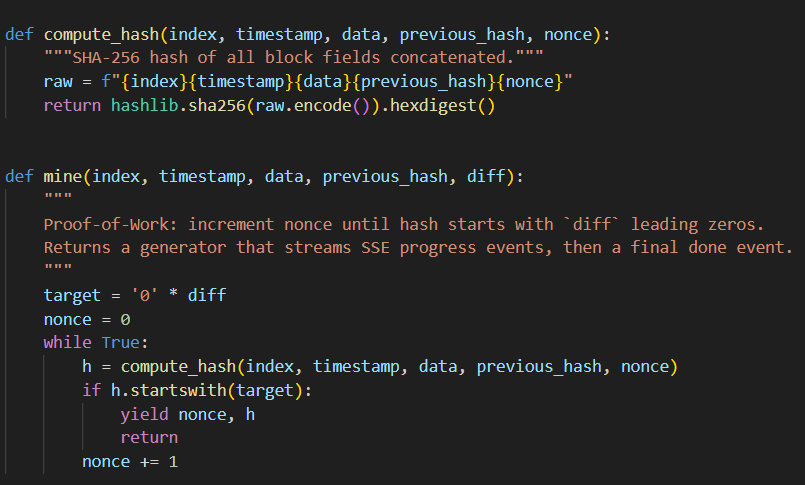 def compute_hash(index, timestamp, data, previous_hash, nonce):
    """SHA-256 hash of all block fields concatenated."""
    raw = f"{index}{timestamp}{data}{previous_hash}{nonce}"
    return hashlib.sha256(raw.encode()).hexdigest()

def mine(index, timestamp, data, previous_hash, diff):
    """
    Proof-of-Work: increment nonce until hash starts with `diff` leading zeros.
    Returns a generator that streams SSE progress events, then a final done event.
    """
    target = '0' * diff
    nonce = 0
    while True:
        h = compute_hash(index, timestamp, data, previous_hash, nonce)
        if h.startswith(target):
            yield nonce, h
            return
        nonce += 1